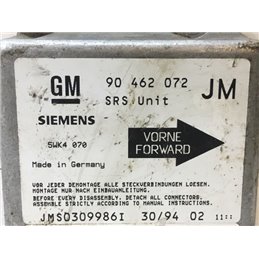 GM 90 462 072 JM
SRS Unit
SIEMENS
VORNE
FORWARD
5WK4 070
Made in Germany
VOR JEDER DEMONTAGE ALLE STECKVERBINDUNGEN LOESEN.
MONTAGE NUR NACH EINBAUANLEITUNG.
BEFORE EVERY DISASSEMBLY, DETACH ALL CONNECTORS.
ASSEMBLE STRICTLY ACCORDING TO MANUAL INSTRUCTIONS.
JMS0309986I 30/94 02